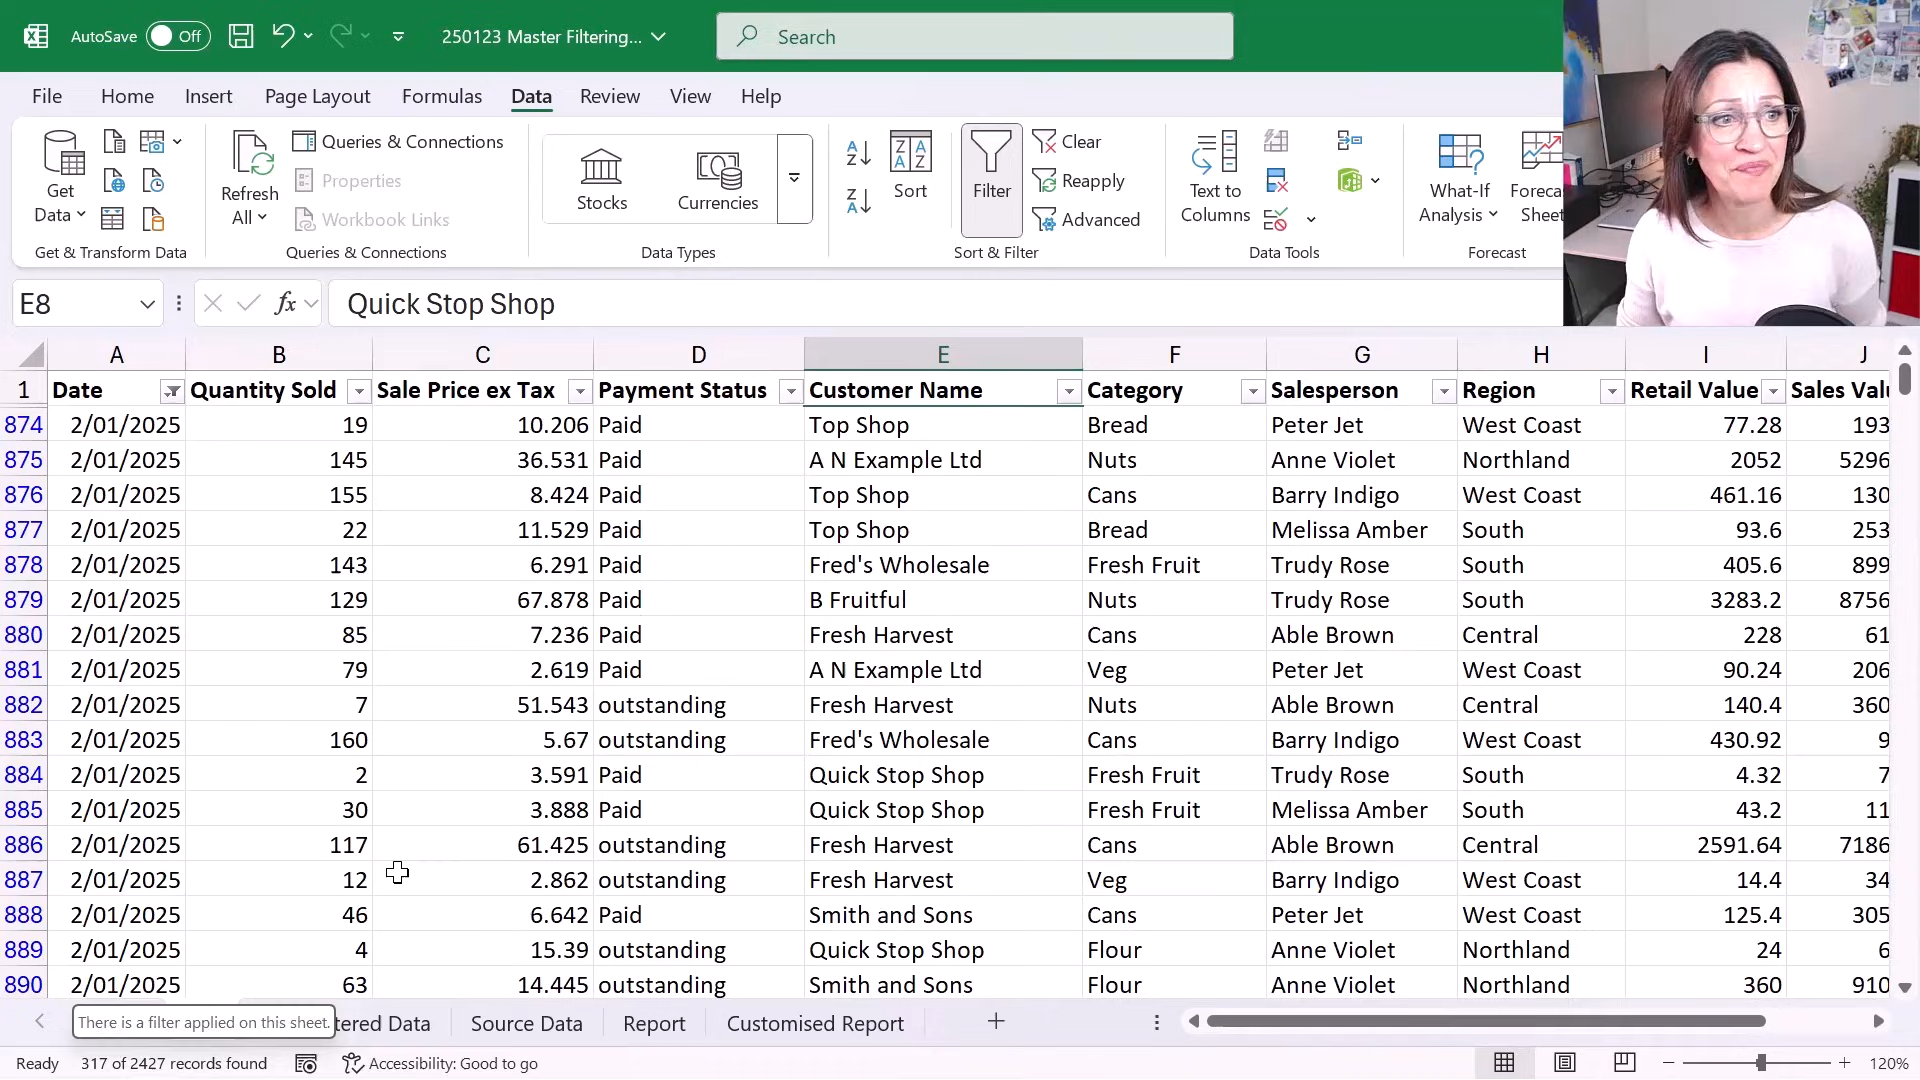 AutoSave Off 250123 Master Filtering... Search
File Home Insert Page Layout Formulas Data Review View Help
Get Data
Get & Transform Data
Refresh All
Queries & Connections
Properties
Workbook Links
Queries & Connections
Stocks
Currencies
Data Types
Sort
Filter
Clear
Reapply
Advanced
Sort & Filter
Text to Columns
Data Tools
What-If Analysis
Forecast
E8 fx Quick Stop Shop
A B C D E F G H I J
1 Date Quantity Sold Sale Price ex Tax Payment Status Customer Name Category Salesperson Region Retail Value Sales Val
874 2/01/2025 19 10.206 Paid Top Shop Bread Peter Jet West Coast 77.28 193
875 2/01/2025 145 36.531 Paid A N Example Ltd Nuts Anne Violet Northland 2052 5296
876 2/01/2025 155 8.424 Paid Top Shop Cans Barry Indigo West Coast 461.16 130
877 2/01/2025 22 11.529 Paid Top Shop Bread Melissa Amber South 93.6 253
878 2/01/2025 143 6.291 Paid Fred's Wholesale Fresh Fruit Trudy Rose South 405.6 899
879 2/01/2025 129 67.878 Paid B Fruitful Nuts Trudy Rose South 3283.2 8756
880 2/01/2025 85 7.236 Paid Fresh Harvest Cans Able Brown Central 228 61
881 2/01/2025 79 2.619 Paid A N Example Ltd Veg Peter Jet West Coast 90.24 206
882 2/01/2025 7 51.543 outstanding Fresh Harvest Nuts Able Brown Central 140.4 360
883 2/01/2025 160 5.67 outstanding Fred's Wholesale Cans Barry Indigo West Coast 430.92 9
884 2/01/2025 2 3.591 Paid Quick Stop Shop Fresh Fruit Trudy Rose South 4.32 7
885 2/01/2025 30 3.888 Paid Quick Stop Shop Fresh Fruit Melissa Amber South 43.2 11
886 2/01/2025 117 61.425 outstanding Fresh Harvest Cans Able Brown Central 2591.64 7186
887 2/01/2025 12 2.862 outstanding Fresh Harvest Veg Barry Indigo West Coast 14.4 34
888 2/01/2025 46 6.642 Paid Smith and Sons Cans Peter Jet West Coast 125.4 305
889 2/01/2025 4 15.39 outstanding Quick Stop Shop Flour Anne Violet Northland 24 6
890 2/01/2025 63 14.445 outstanding Smith and Sons Flour Anne Violet Northland 360 910
There is a filter applied on this sheet. tered Data Source Data Report Customised Report
Ready 317 of 2427 records found Accessibility: Good to go 120%